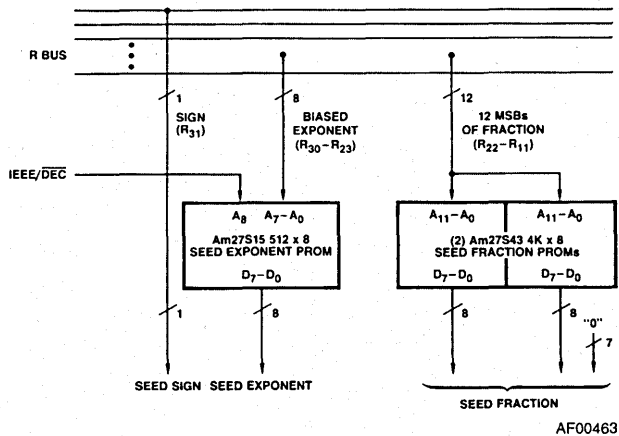 R BUS
1
8
12
SIGN
(R31)
BIASED
EXPONENT
(R30–R23)
12 MSBs
OF FRACTION
(R22–R11)
IEEE/DEC
A8 A7–A0
Am27S15 512 x 8
SEED EXPONENT PROM
D7–D0
A11–A0
A11–A0
(2) Am27S43 4K x 8
SEED FRACTION PROMs
D7–D0
D7–D0
1
8
8
8
"0"
7
SEED SIGN
SEED EXPONENT
SEED FRACTION
AF00463